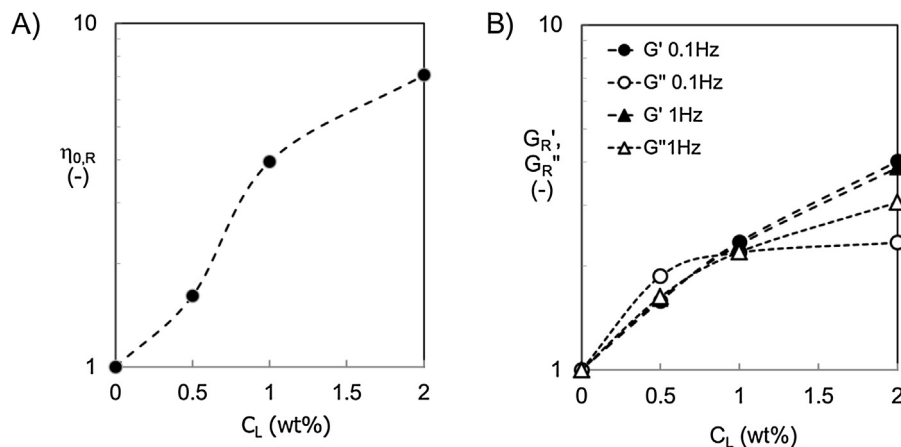 A)
10
η0,R
(-)
1
0
0.5
1
1.5
2
CL (wt%)
B)
10
G' 0.1Hz
G" 0.1Hz
G' 1Hz
G"1Hz
GR',
GR"
(-)
1
0
0.5
1
1.5
2
CL (wt%)